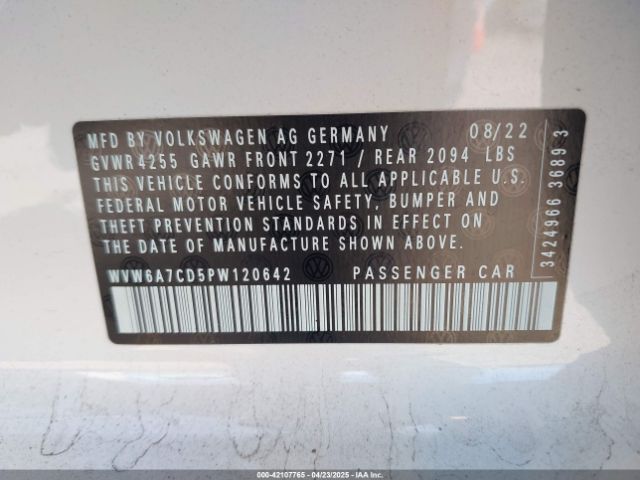 MFD BY VOLKSWAGEN AG GERMANY 08/22
GVWR 4255 GAWR FRONT 2271 / REAR 2094 LBS
THIS VEHICLE CONFORMS TO ALL APPLICABLE U.S.
FEDERAL MOTOR VEHICLE SAFETY, BUMPER AND
THEFT PREVENTION STANDARDS IN EFFECT ON
THE DATE OF MANUFACTURE SHOWN ABOVE.
WVW6A7CD5PW120642 PASSENGER CAR
3424966 36893
000-42107765 - 04/23/2025 - IAA Inc.